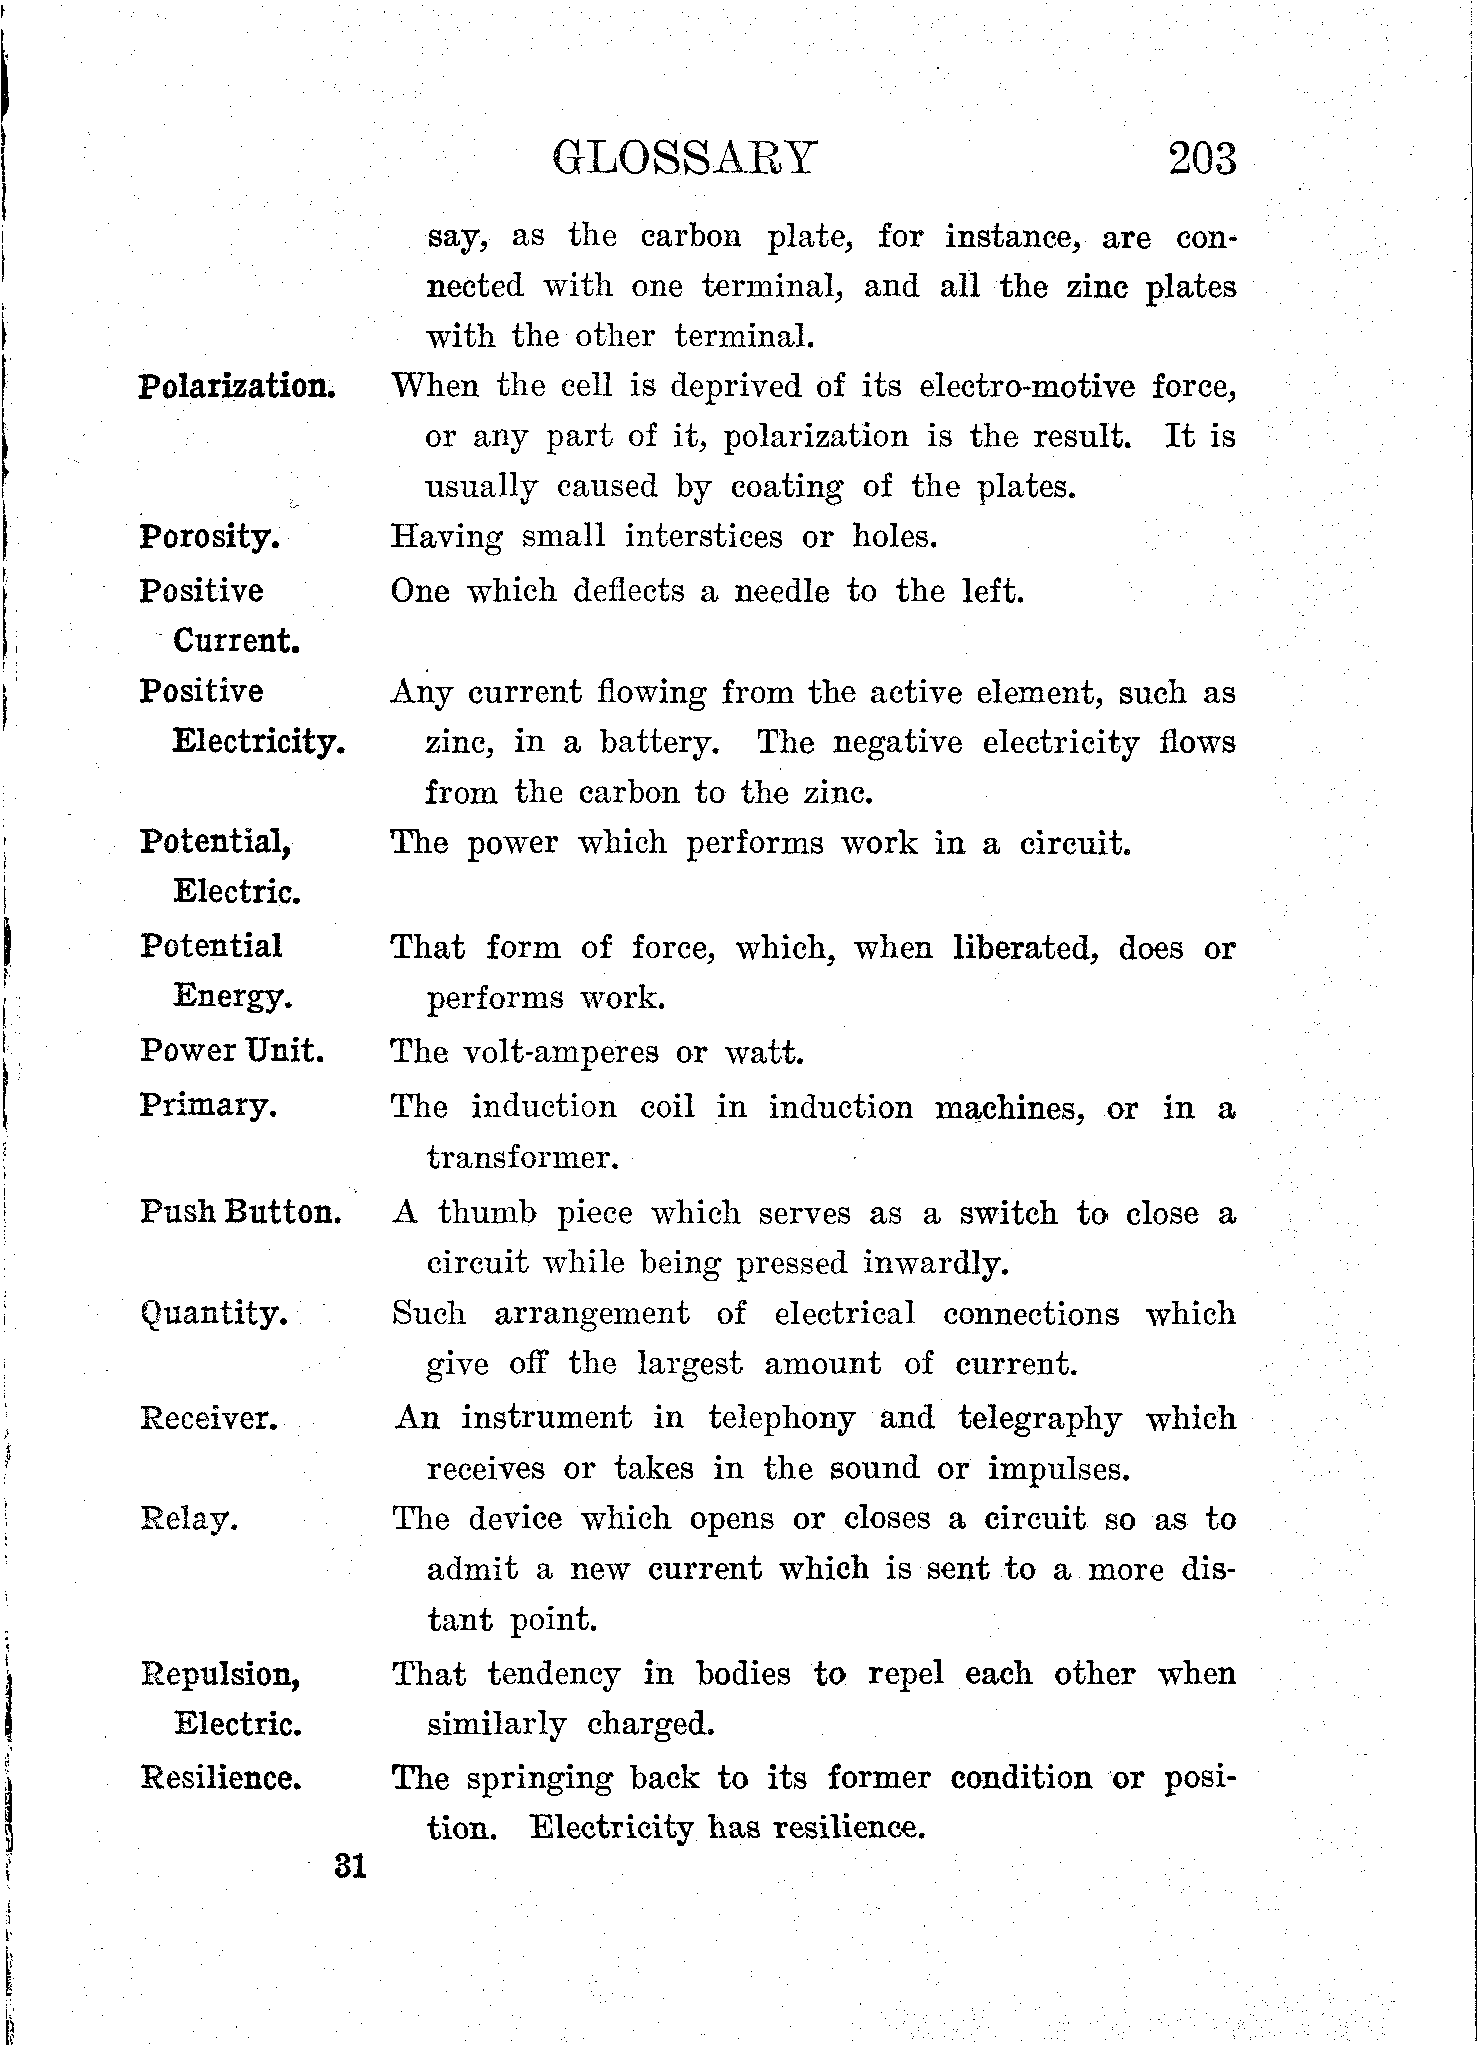 GLOSSARY 203
say, as the carbon plate, for instance, are con-
nected with one terminal, and all the zinc plates
with the other terminal.
Polarization. When the cell is deprived of its electro-motive force,
or any part of it, polarization is the result. It is
usually caused by coating of the plates.
Porosity. Having small interstices or holes.
Positive One which deflects a needle to the left.
Current.
Positive Any current flowing from the active element, such as
Electricity. zinc, in a battery. The negative electricity flows
from the carbon to the zinc.
Potential, The power which performs work in a circuit.
Electric.
Potential That form of force, which, when liberated, does or
Energy. performs work.
Power Unit. The volt-amperes or watt.
Primary. The induction coil in induction machines, or in a
transformer.
Push Button. A thumb piece which serves as a switch to close a
circuit while being pressed inwardly.
Quantity. Such arrangement of electrical connections which
give off the largest amount of current.
Receiver. An instrument in telephony and telegraphy which
receives or takes in the sound or impulses.
Relay. The device which opens or closes a circuit so as to
admit a new current which is sent to a more dis-
tant point.
Repulsion, That tendency in bodies to repel each other when
Electric. similarly charged.
Resilience. The springing back to its former condition or posi-
tion. Electricity has resilience.
31